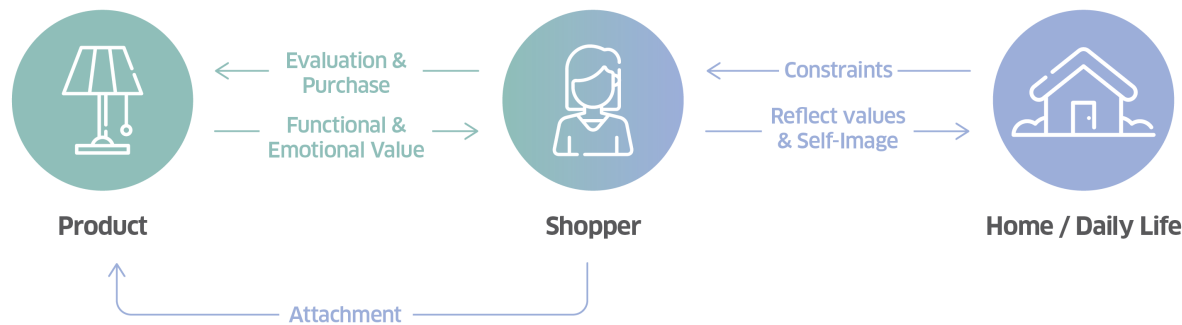 Evaluation &
Purchase
Functional &
Emotional Value
Constraints
Reflect values
& Self-Image
Product
Shopper
Home / Daily Life
Attachment